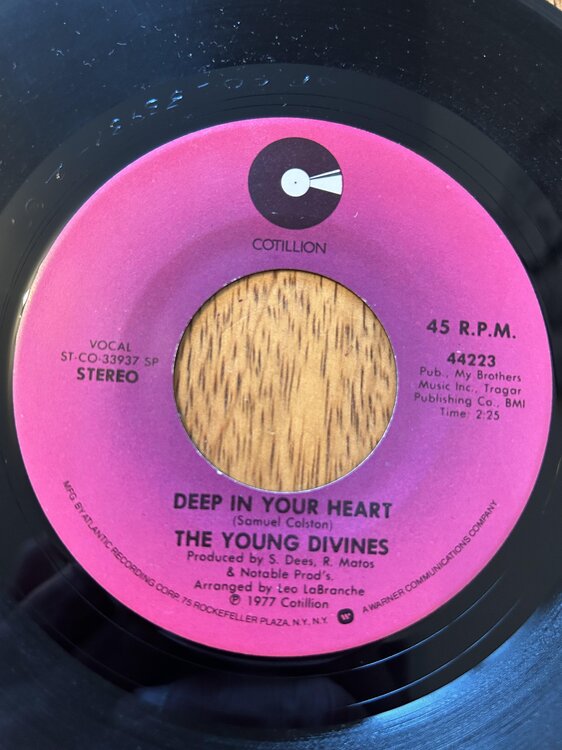 COTILLION
VOCAL
ST-CO-33937 SP
STEREO
45 R.P.M.
44223
Pub., My Brothers
Music Inc., Tragar
Publishing Co., BMI
Time: 2:25
DEEP IN YOUR HEART
(Samuel Colston)
THE YOUNG DIVINES
Produced by S. Dees, R. Matos
& Notable Prod's.
Arranged by Leo LaBranche
℗ 1977 Cotillion
MFG. BY ATLANTIC RECORDING CORP. 75 ROCKEFELLER PLAZA, N.Y., N.Y. A WARNER COMMUNICATIONS COMPANY